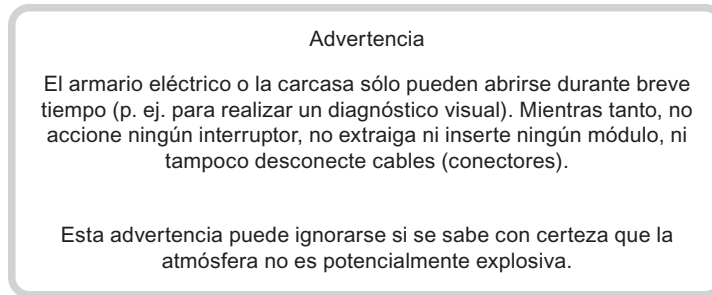 Advertencia
El armario eléctrico o la carcasa sólo pueden abrirse durante breve
tiempo (p. ej. para realizar un diagnóstico visual). Mientras tanto, no
accione ningún interruptor, no extraiga ni inserte ningún módulo, ni
tampoco desconecte cables (conectores).
Esta advertencia puede ignorarse si se sabe con certeza que la
atmósfera no es potencialmente explosiva.